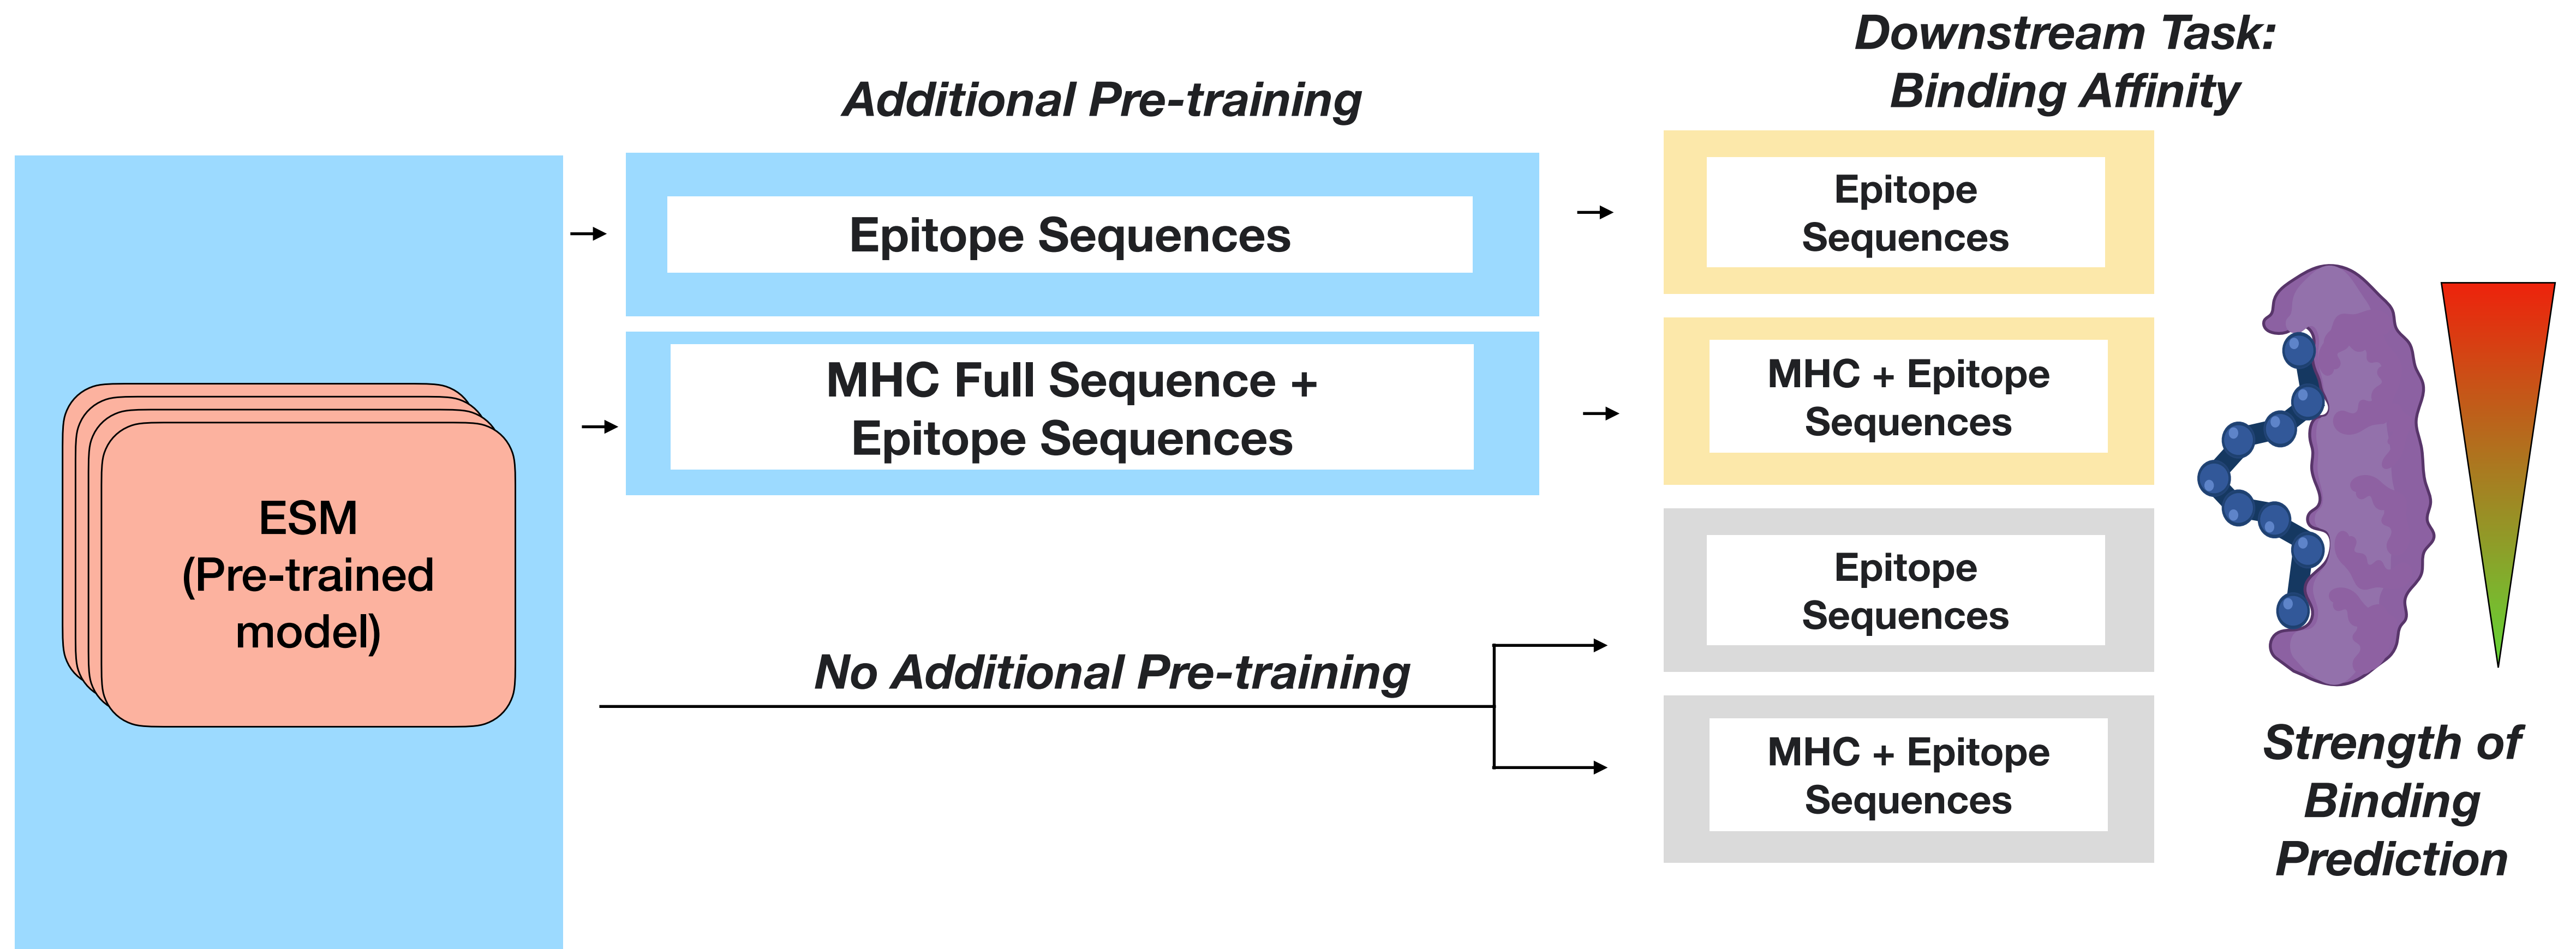 Downstream Task:
Binding Affinity
Additional Pre-training
Epitope Sequences
MHC Full Sequence +
Epitope Sequences
ESM
(Pre-trained
model)
No Additional Pre-training
Epitope
Sequences
MHC + Epitope
Sequences
Epitope
Sequences
MHC + Epitope
Sequences
Strength of
Binding
Prediction